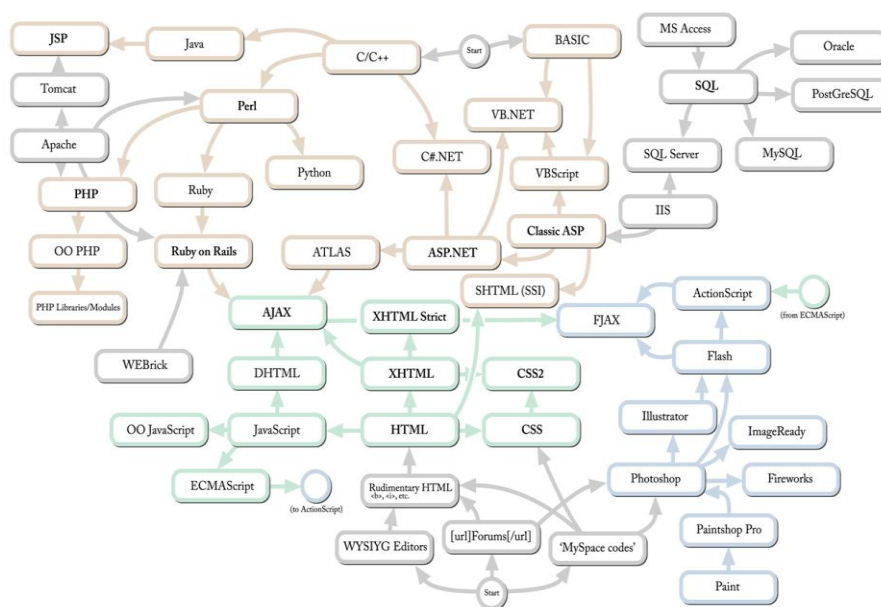 JSP
Java
C/C++
Start
BASIC
MS Access
Oracle
SQL
PostGreSQL
Tomcat
Perl
VB.NET
Apache
C#.NET
SQL Server
MySQL
PHP
Ruby
Python
VBScript
IIS
OO PHP
Ruby on Rails
ATLAS
ASP.NET
Classic ASP
PHP Libraries/Modules
SHTML (SSI)
ActionScript
(from ECMAScript)
AJAX
XHTML Strict
FJAX
WEBrick
DHTML
XHTML
CSS2
Flash
OO JavaScript
JavaScript
HTML
CSS
Illustrator
ImageReady
ECMAScript
(to ActionScript)
Rudimentary HTML
<b>, <i>, etc.
Photoshop
Fireworks
WYSIYG Editors
[url]Forums[/url]
'MySpace codes'
Paintshop Pro
Start
Paint